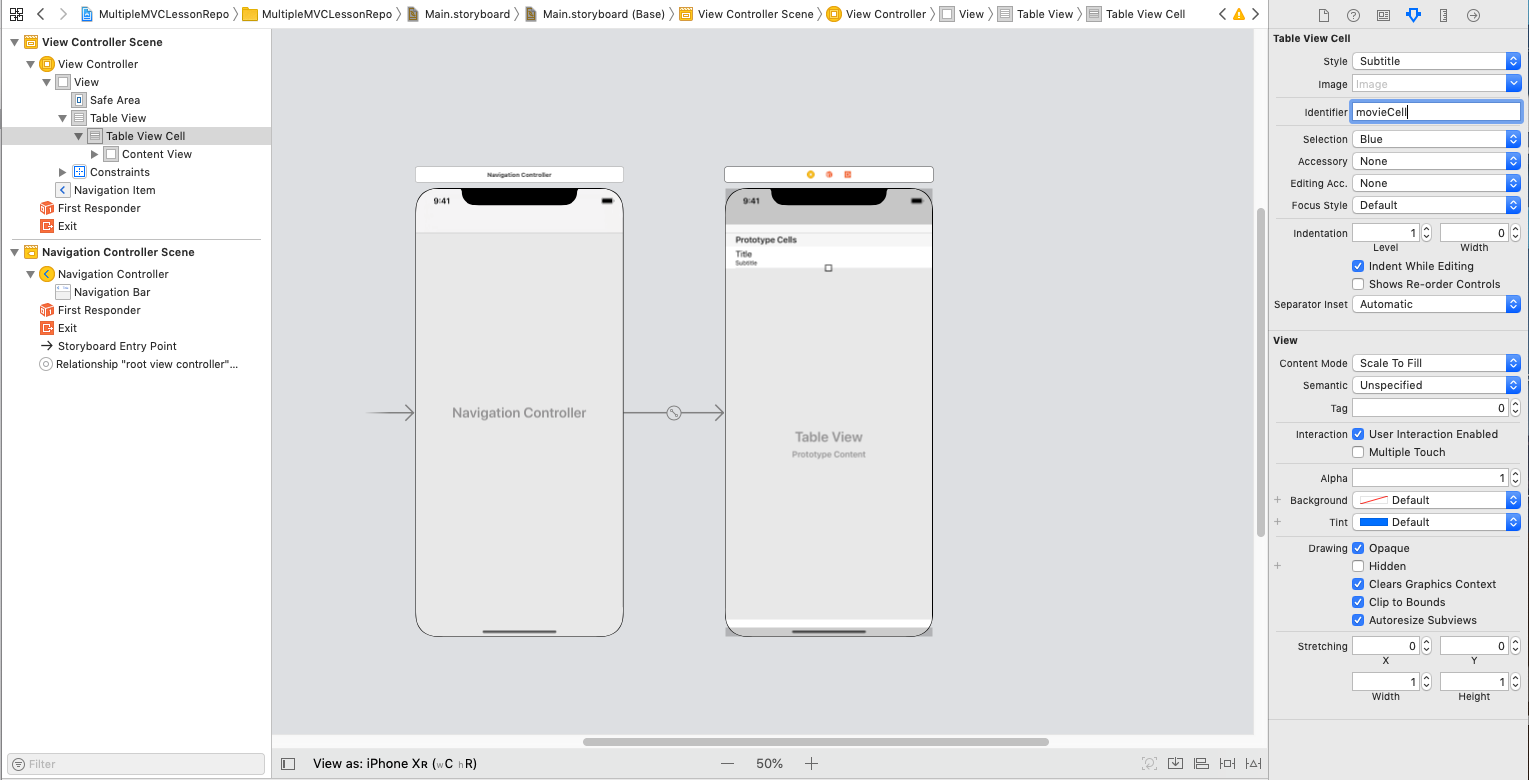 MultipleMVCLessonRepo MultipleMVCLessonRepo Main.storyboard Main.storyboard (Base) View Controller Scene View Controller View Table View Table View Cell
View Controller Scene
View Controller
View
Safe Area
Table View
Table View Cell
Content View
Constraints
Navigation Item
First Responder
Exit
Navigation Controller Scene
Navigation Controller
Navigation Bar
First Responder
Exit
Storyboard Entry Point
Relationship "root view controller"...
Filter
Navigation Controller
9:41
Navigation Controller
9:41
Prototype Cells
Title
Subtitle
Table View
Prototype Content
View as: iPhone XR (wC hR)
50%
Table View Cell
Style Subtitle
Image Image
Identifier movieCell
Selection Blue
Accessory None
Editing Acc. None
Focus Style Default
Indentation 1 0
Level Width
Indent While Editing
Shows Re-order Controls
Separator Inset Automatic
View
Content Mode Scale To Fill
Semantic Unspecified
Tag 0
Interaction User Interaction Enabled
Multiple Touch
Alpha 1
Background Default
Tint Default
Drawing Opaque
Hidden
Clears Graphics Context
Clip to Bounds
Autoresize Subviews
Stretching 0 0
X Y
1 1
Width Height